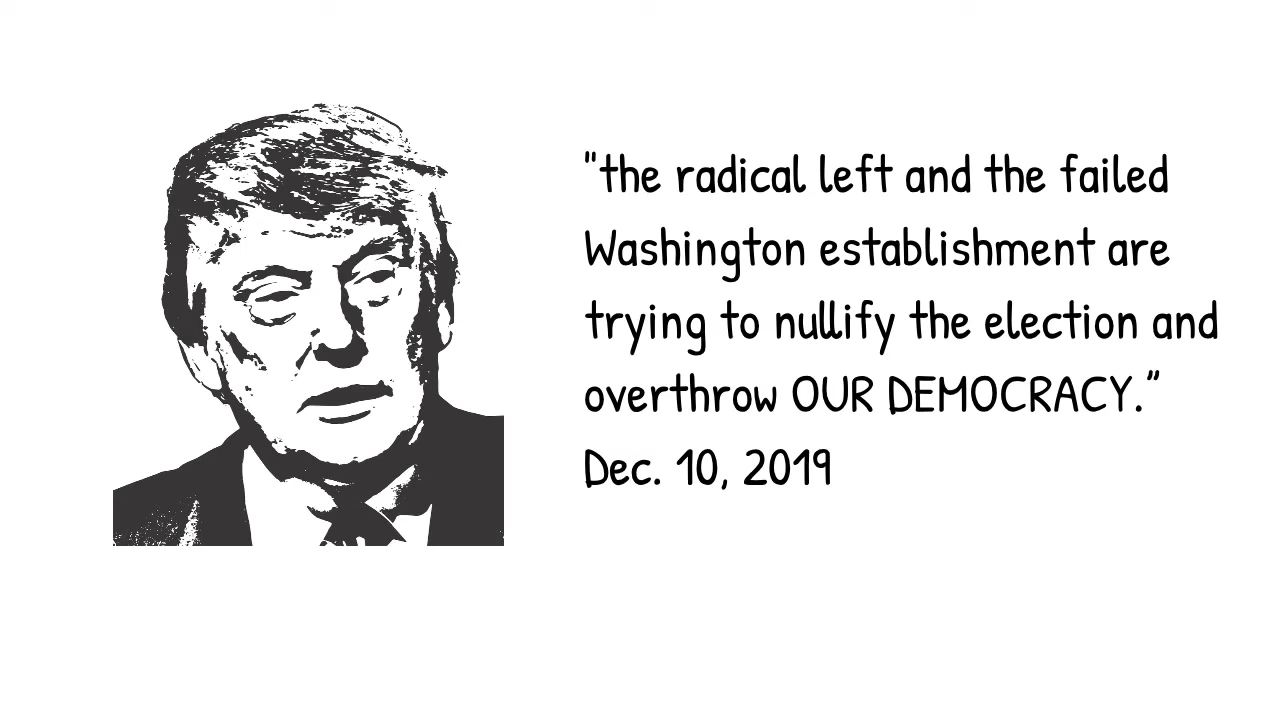 "the radical left and the failed
Washington establishment are
trying to nullify the election and
overthrow OUR DEMOCRACY."
Dec. 10, 2019